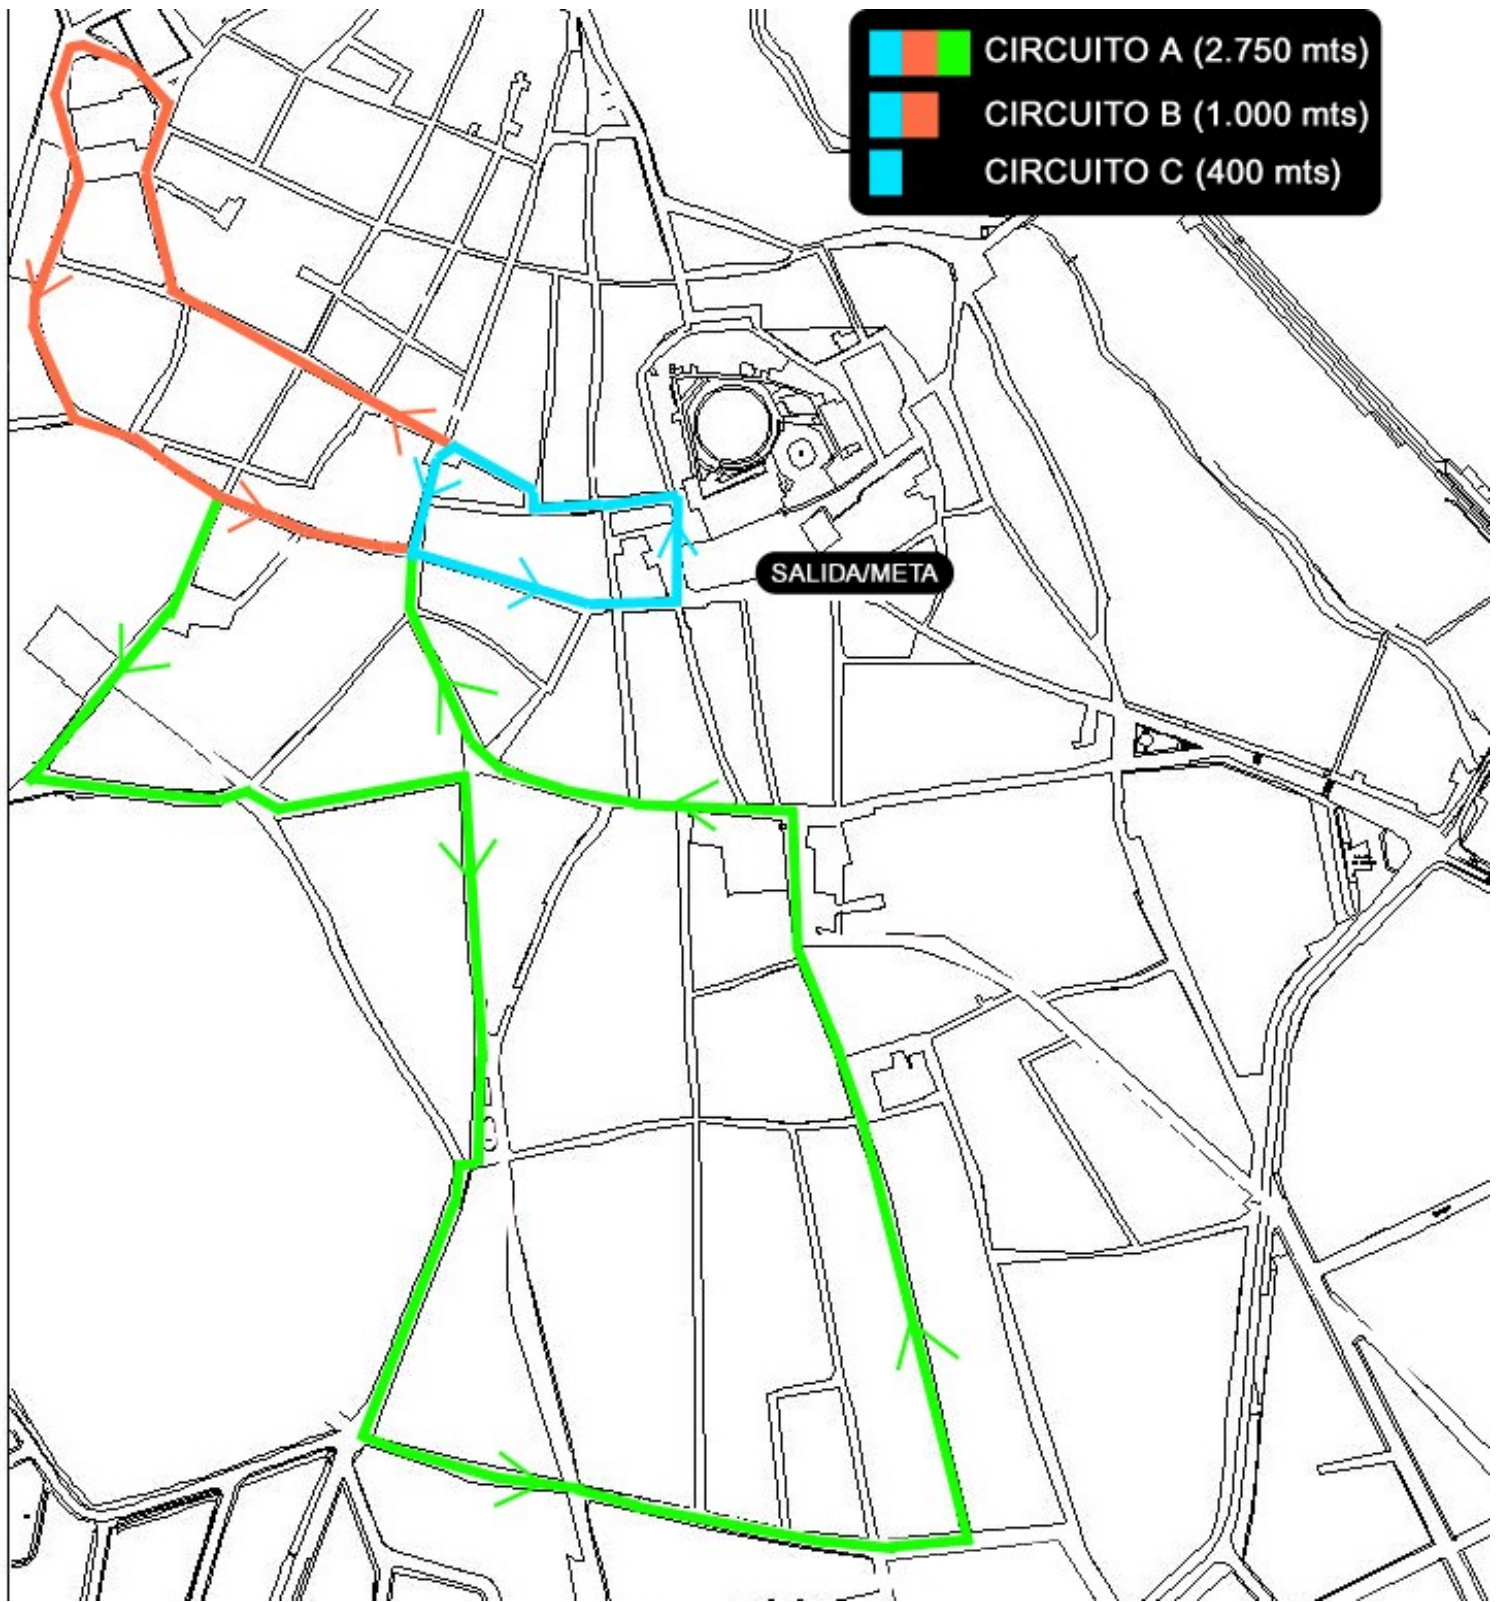 CIRCUITO A (2.750 mts)
CIRCUITO B (1.000 mts)
CIRCUITO C (400 mts)
SALIDA/META